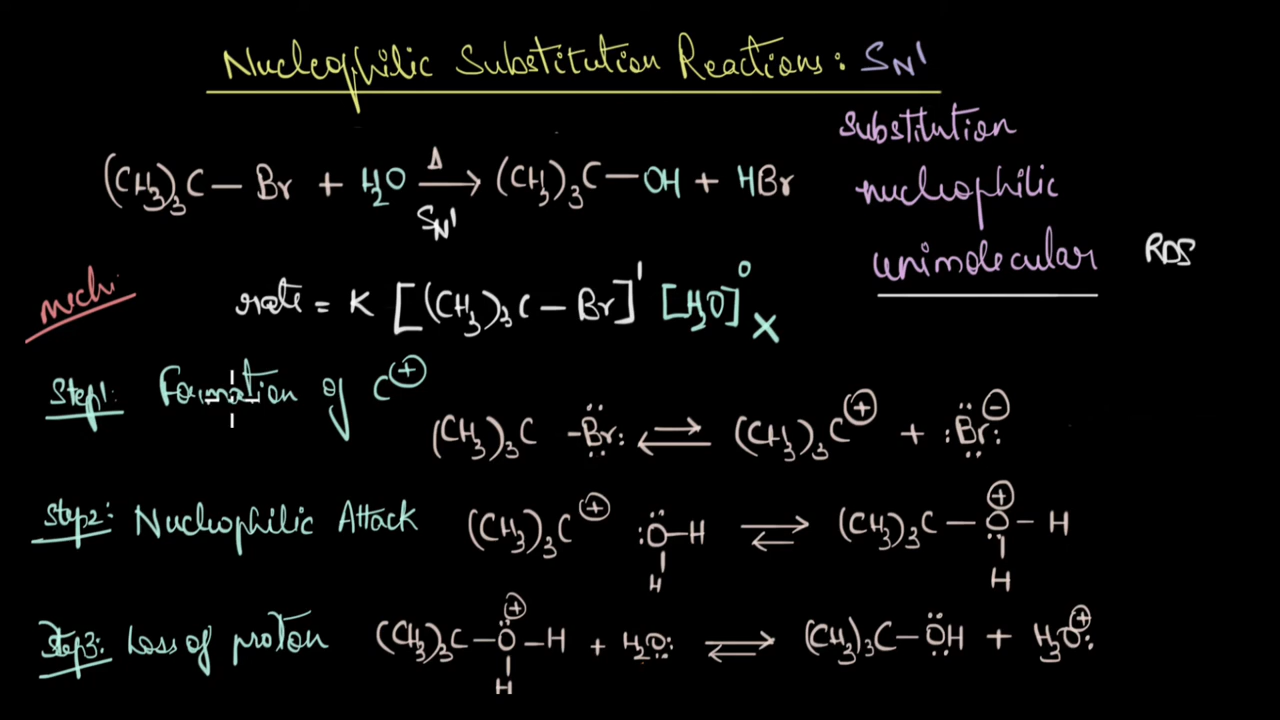 Nucleophilic Substitution Reactions: SN1
substitution
nucleophilic
unimolecular RDS
(CH₃)₃C — Br + H₂O —Δ/SN1→ (CH₃)₃C — OH + HBr
mech:
rate = K [(CH₃)₃C — Br]¹ [H₂O]⁰ X
Step1: Formation of C⊕
(CH₃)₃C -Br: ⇌ (CH₃)₃C⊕ + :Br:⊖
Step2: Nucleophilic Attack (CH₃)₃C⊕ :O-H ⇌ (CH₃)₃C — O⊕ - H
H H
Step3: Loss of proton (CH₃)₃C - O⊕ - H + H₂O: ⇌ (CH₃)₃C - OH + H₃O⊕:
H